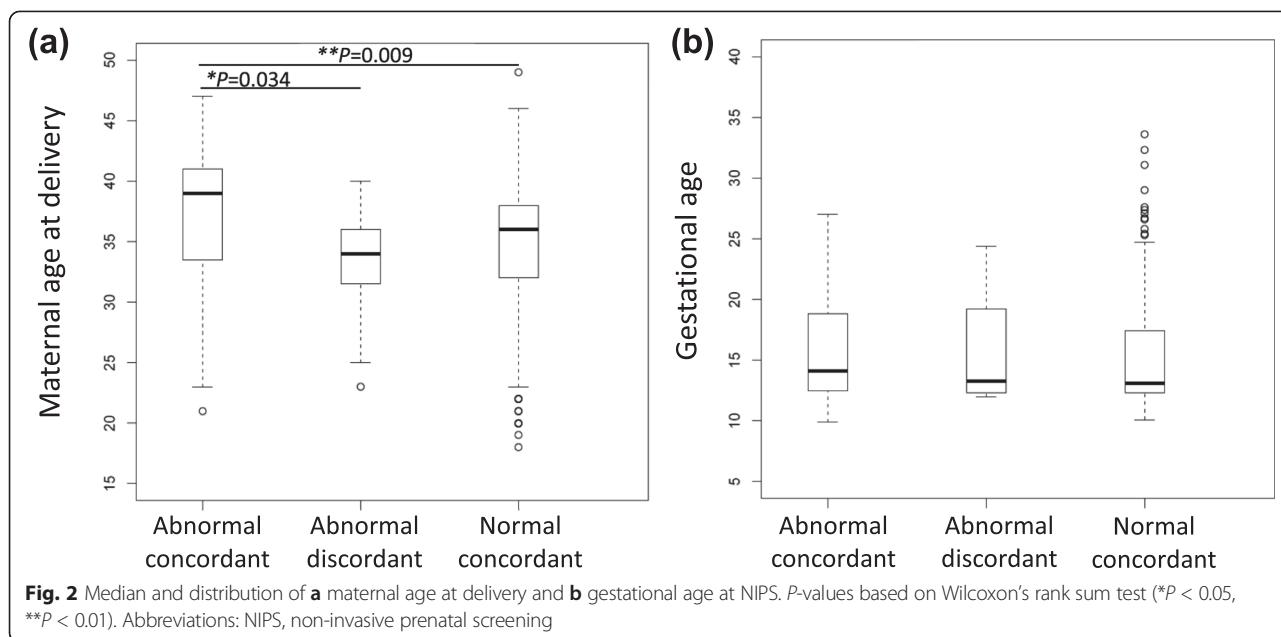 (a)
**P=0.009
*P=0.034
50
45
40
35
30
25
20
15
Maternal age at delivery
Abnormal concordant
Abnormal discordant
Normal concordant
(b)
40
35
30
25
20
15
10
5
Gestational age
Abnormal concordant
Abnormal discordant
Normal concordant
Fig. 2 Median and distribution of a maternal age at delivery and b gestational age at NIPS. P-values based on Wilcoxon’s rank sum test (*P < 0.05,
**P < 0.01). Abbreviations: NIPS, non-invasive prenatal screening